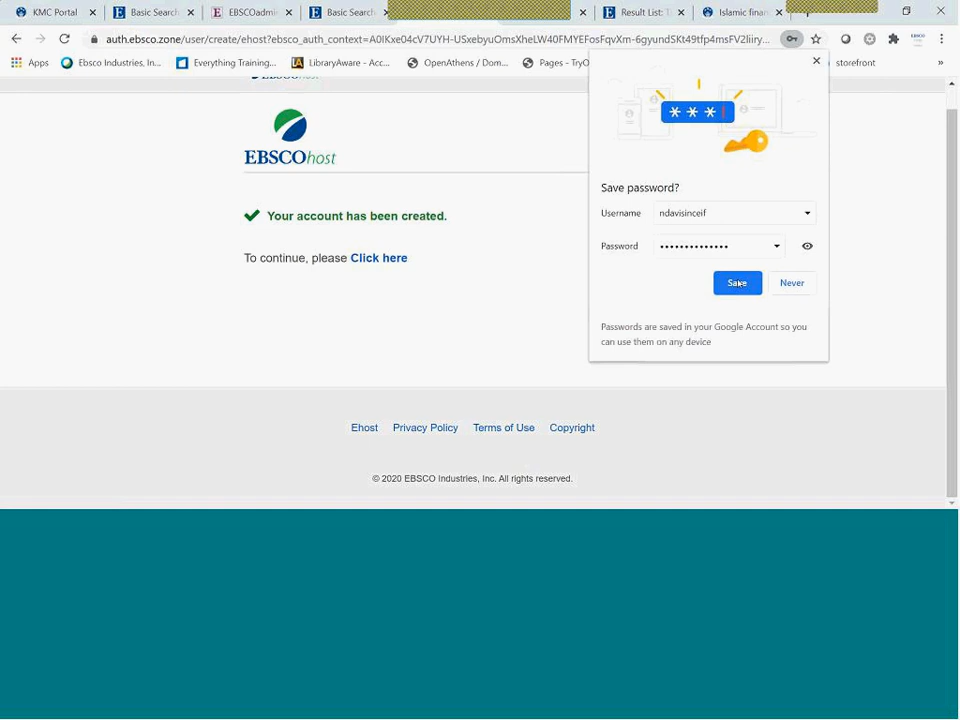 KMC Portal
Basic Search
EBSCOadmi
Basic Search
Result List: T
Islamic finan
auth.ebsco.zone/user/create/ehost?ebsco_auth_context=A0IKxe04cV7UYH-USxebyuOmsXheLW40FMYEFosFqvXm-6gyundSKt49tfp4msFV2liiry...
Apps
Ebsco Industries, In...
Everything Training...
LibraryAware - Acc...
OpenAthens / Dom...
Pages - TryO
storefront
»
EBSCOhost
Your account has been created.
To continue, please Click here
Save password?
Username ndavisinceif
Password ••••••••••••••
Save Never
Passwords are saved in your Google Account so you
can use them on any device
Ehost Privacy Policy Terms of Use Copyright
© 2020 EBSCO Industries, Inc. All rights reserved.